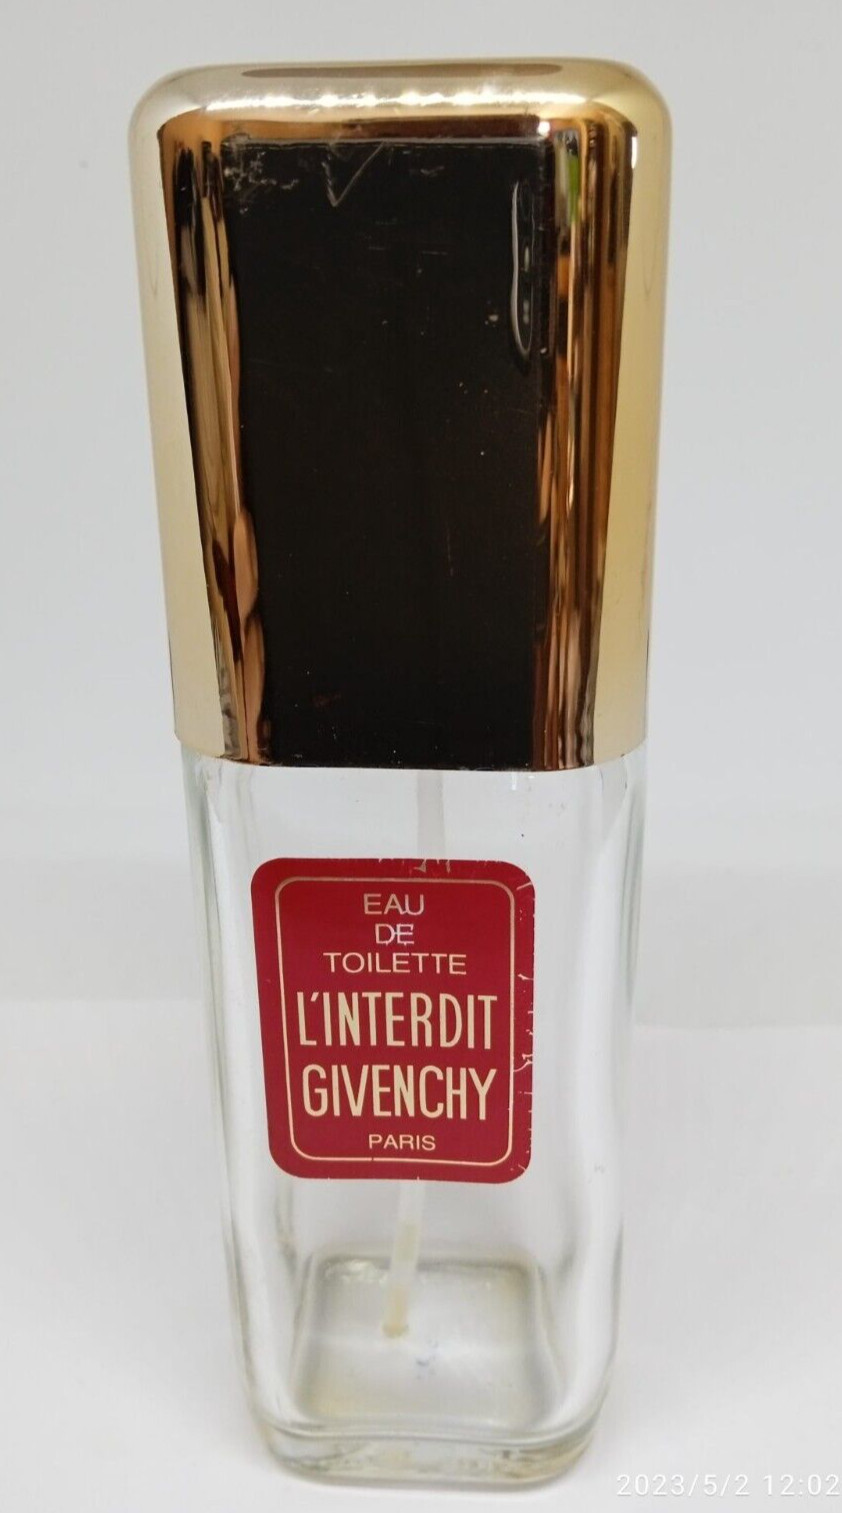 EAU
DE
TOILETTE
L'INTERDIT
GIVENCHY
PARIS
2023/5/2 12:02